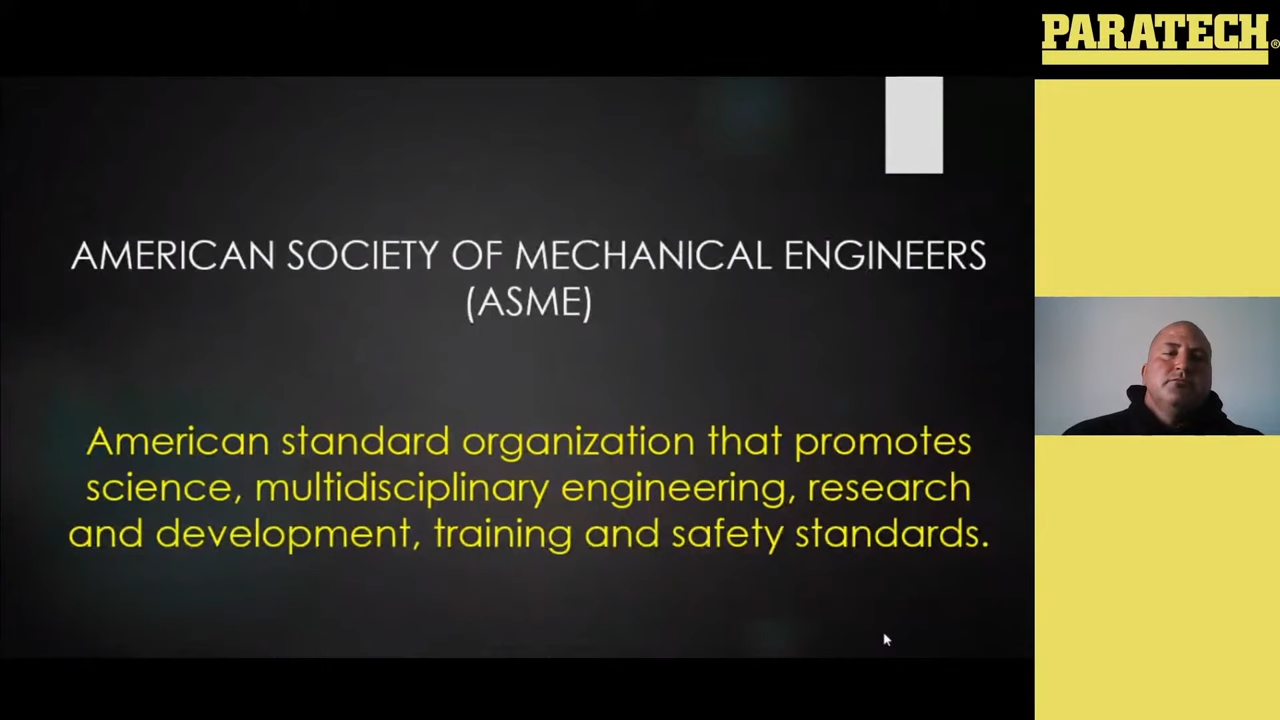 PARATECH®
AMERICAN SOCIETY OF MECHANICAL ENGINEERS
(ASME)
American standard organization that promotes
science, multidisciplinary engineering, research
and development, training and safety standards.